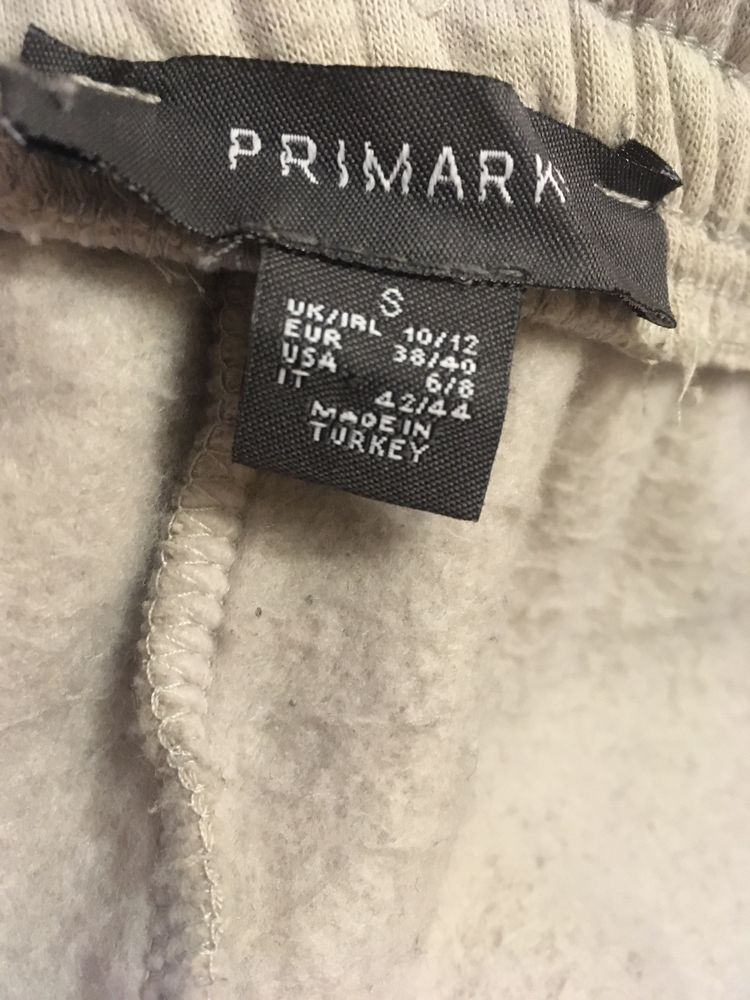 PRIMARK
S
UK/IRL 10/12
EUR 38/40
USA 6/8
IT 42/44
MADE IN
TURKEY